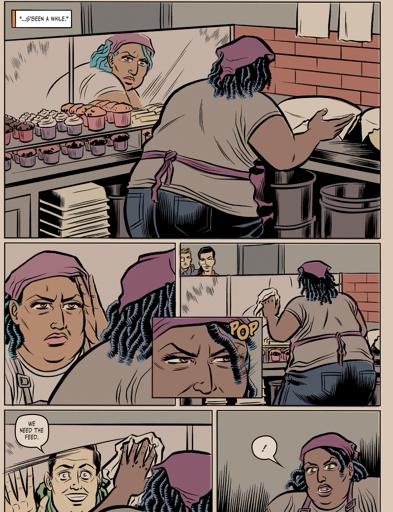 "...S'BEEN A WHILE."
POP
WE
NEED THE
FEED.
!